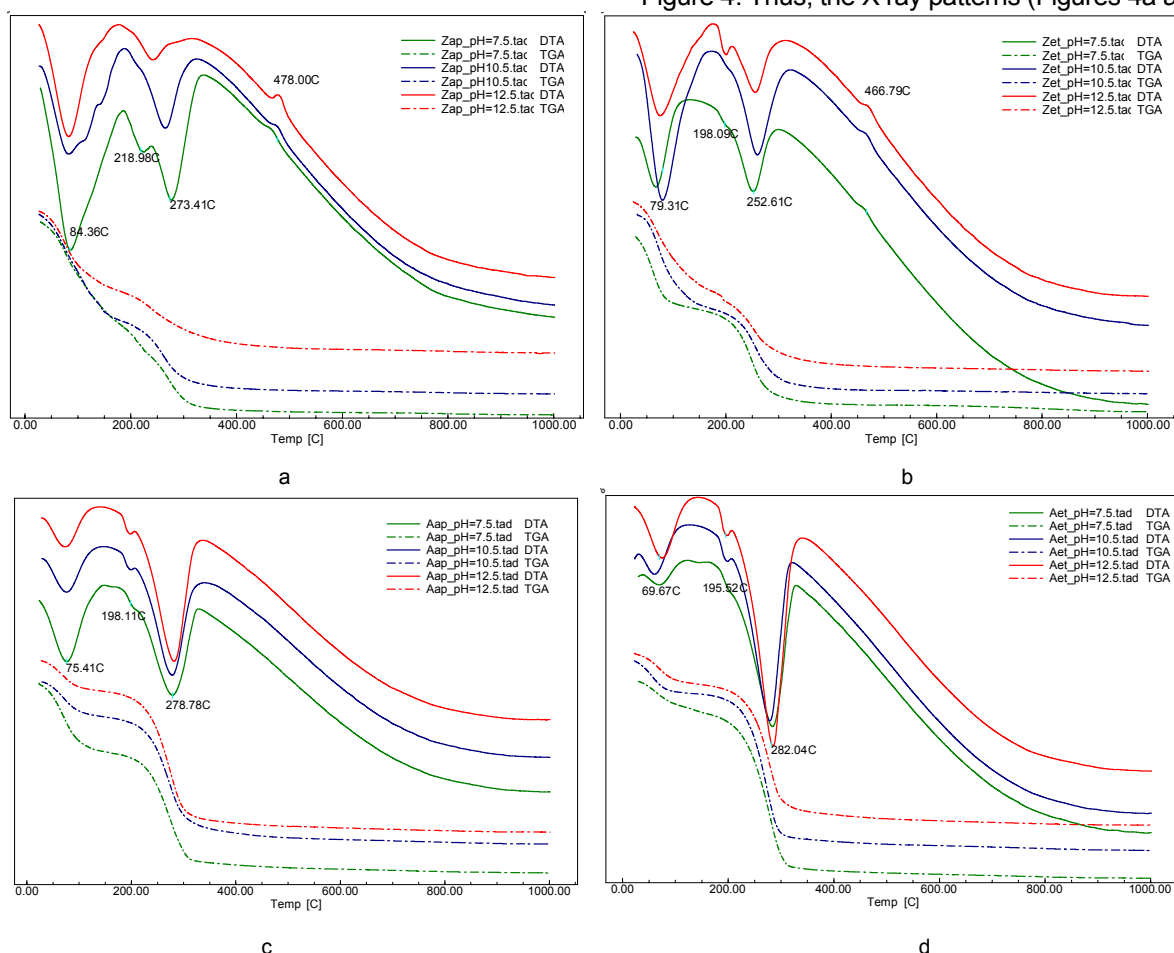 Figure 4. Thus, the X ray patterns (Figures 4a a
Zap_pH=7.5.tac DTA
Zap_pH=7.5.tac TGA
Zap_pH10.5.tac DTA
Zap_pH=10.5.tac TGA
Zap_pH=12.5.tac DTA
Zap_pH=12.5.tac TGA
478.00C
218.98C
273.41C
84.36C
0.00 200.00 400.00 600.00 800.00 1000.00
Temp [C]
a
Zet_pH=7.5.tac DTA
Zet_pH=7.5.tac TGA
Zet_pH=10.5.tac DTA
Zet_pH=10.5.tac TGA
Zet_pH=12.5.tac DTA
Zet_pH=12.5.tac TGA
466.79C
198.09C
79.31C
252.61C
0.00 200.00 400.00 600.00 800.00 1000.00
Temp [C]
b
Aap_pH=7.5.tad DTA
Aap_pH=7.5.tad TGA
Aap_pH=10.5.tad DTA
Aap_pH=10.5.tad TGA
Aap_pH=12.5.tad DTA
Aap_pH=12.5.tad TGA
198.11C
75.41C
278.78C
0.00 200.00 400.00 600.00 800.00 1000.00
Temp [C]
c
Aet_pH=7.5.tad DTA
Aet_pH=7.5.tad TGA
Aet_pH=10.5.tad DTA
Aet_pH=10.5.tad TGA
Aet_pH=12.5.tad DTA
Aet_pH=12.5.tad TGA
69.67C
195.52C
282.04C
0.00 200.00 400.00 600.00 800.00 1000.00
Temp [C]
d